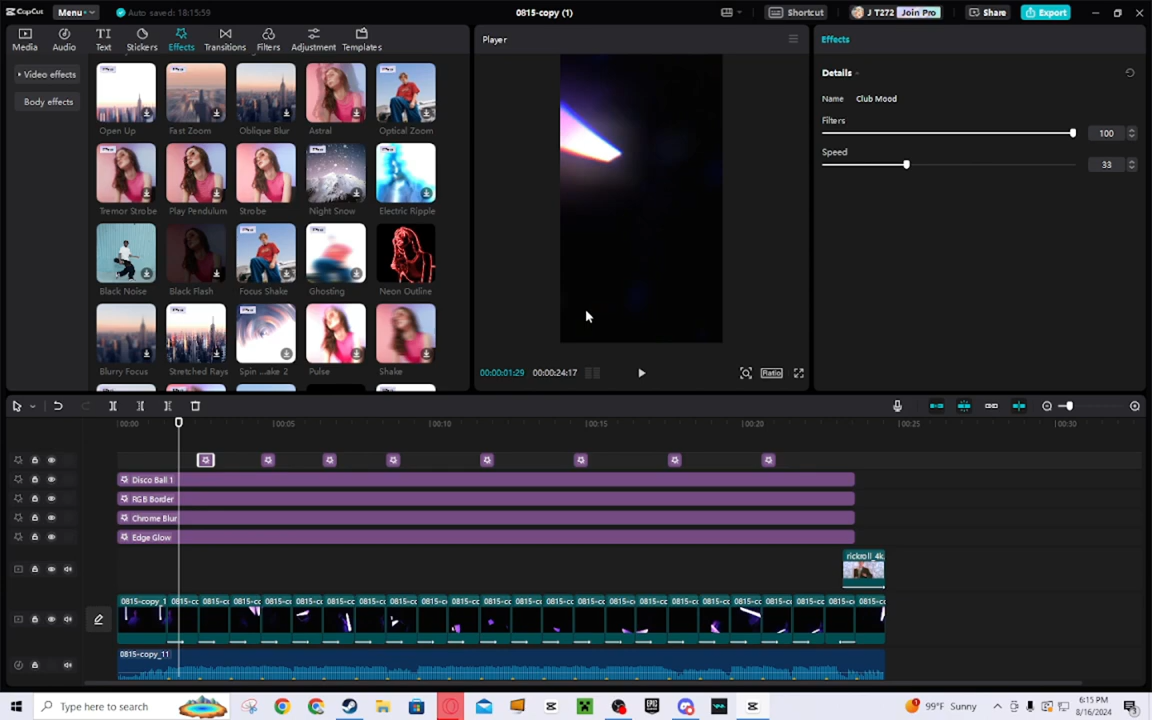 CapCut Menu Auto saved: 18:15:59 0815-copy (1) Shortcut J T272 Join Pro Share Export
Media Audio Text Stickers Effects Transitions Filters Adjustment Templates
Video effects
Body effects
Open Up Fast Zoom Oblique Blur Astral Optical Zoom
Tremor Strobe Play Pendulum Strobe Night Snow Electric Ripple
Black Noise Black Flash Focus Shake Ghosting Neon Outline
Blurry Focus Stretched Rays Spin ...ake 2 Pulse Shake
Player
00:00:01:29 00:00:24:17 Ratio
Effects
Details
Name Club Mood
Filters
100
Speed
33
00:00 00:05 00:10 00:15 00:20 00:25 00:30
Disco Ball 1
RGB Border
Chrome Blur
Edge Glow
rickroll_4k.
0815-copy_1 0815-cc 0815-cc 0815-cc 0815-cc 0815-cc 0815-cc 0815-cc 0815-cc 0815-cc 0815-cc 0815-cc 0815-cc 0815-cc 0815-cc 0815-cc 0815-cc 0815-cc 0815-cc 0815-cc 0815-cc 0815-cc 0815-cc 0815-c
0815-copy_11
Type here to search 99°F Sunny 6:15 PM
8/16/2024